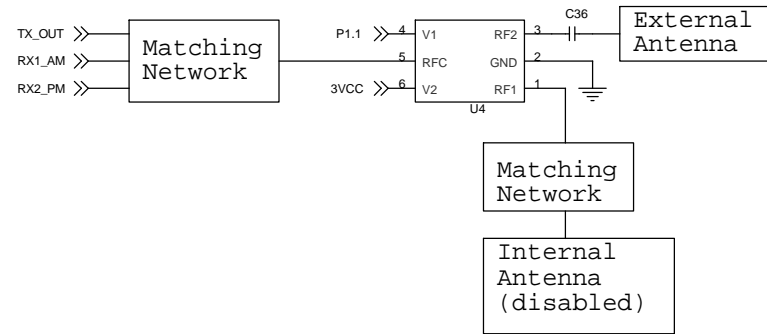 TX_OUT
RX1_AM
RX2_PM
Matching
Network
P1.1
3VCC
4
5
6
V1
RFC
V2
RF2
GND
RF1
3
2
1
U4
C36
External
Antenna
Matching
Network
Internal
Antenna
(disabled)